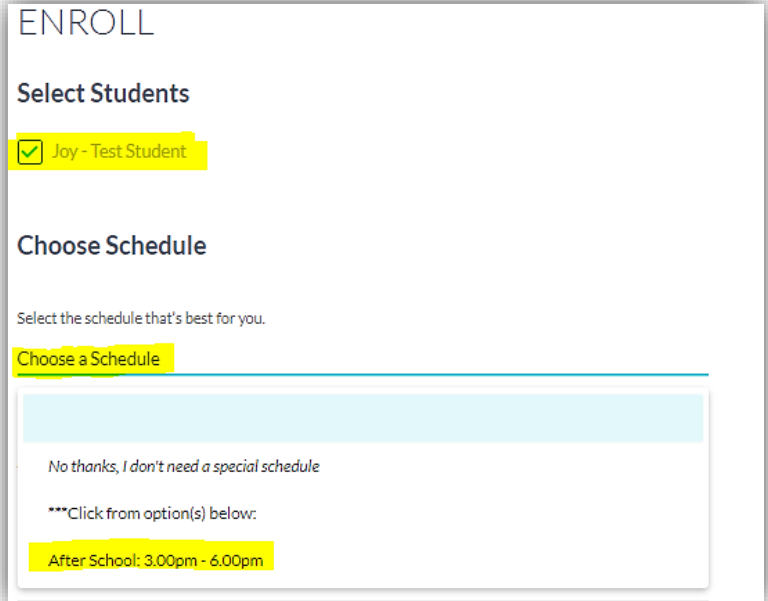 ENROLL
Select Students
Joy - Test Student
Choose Schedule
Select the schedule that's best for you.
Choose a Schedule
No thanks, I don't need a special schedule
***Click from option(s) below:
After School: 3.00pm - 6.00pm